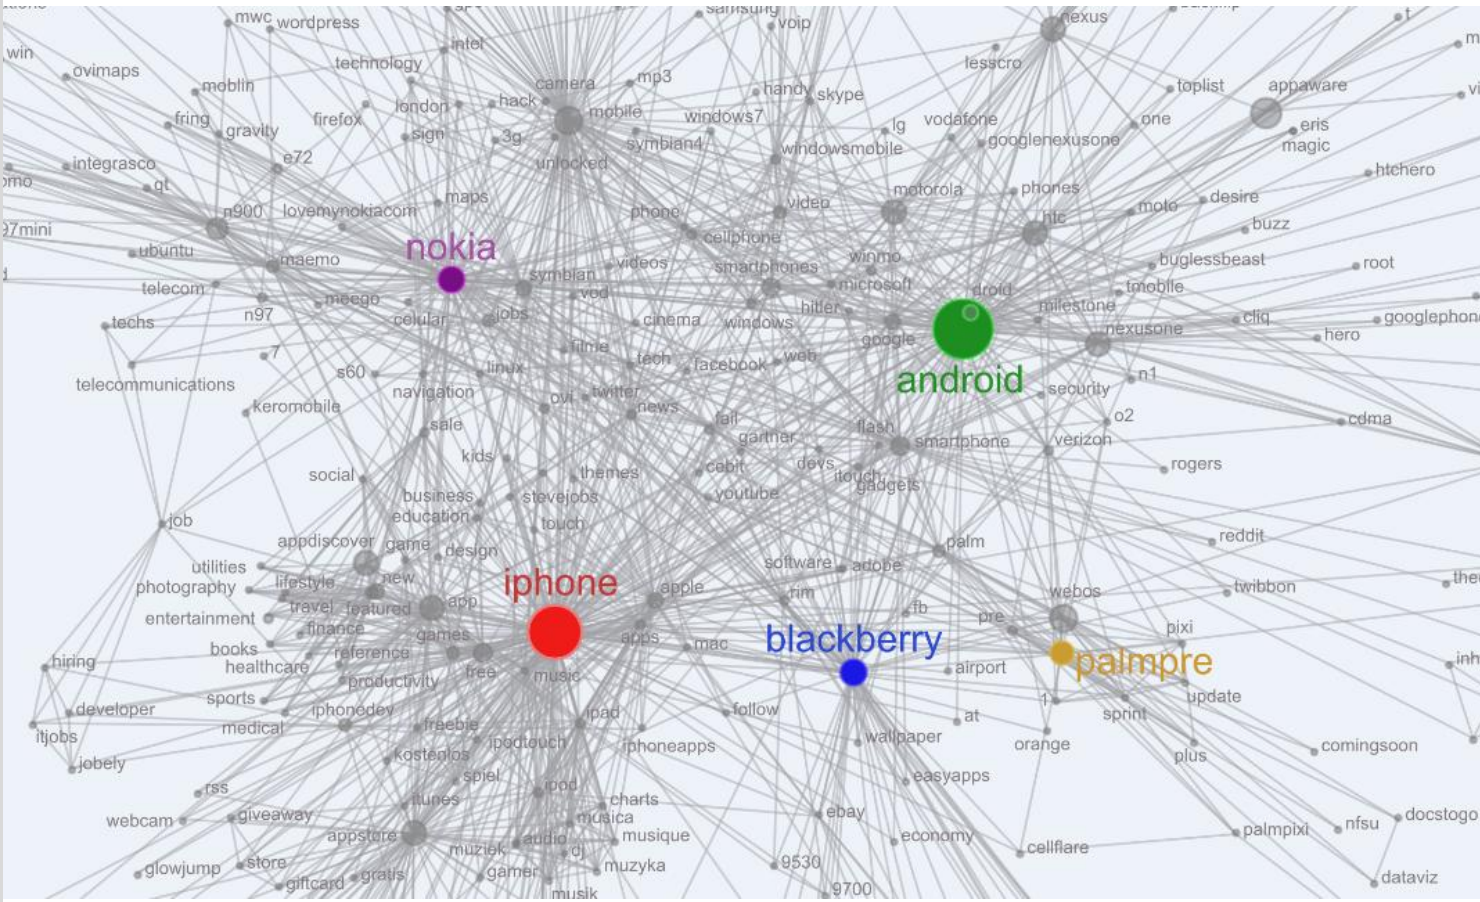 samsung
nexus
mwc
wordpress
voip
t
win
intel
technology
lesscro
ovimaps
camera
mp3
moblin
handy
skype
toplist
appaware
london
hack
mobile
windows7
fring
gravity
firefox
sign
3g
symbian4
lg
vodafone
one
eris
googlenexusone
magic
windowsmobile
integrasco
e72
unlocked
htchero
qt
motorola
phones
n900
lovemynokiacom
maps
phone
video
htc
moto
desire
97mini
cellphone
buzz
ubuntu
nokia
winmo
maemo
symbian
videos
smartphones
buglessbeast
root
telecom
meego
vod
microsoft
droid
tmobile
n97
celular
jobs
cinema
windows
hitler
milestone
cliq
techs
google
nexusone
hero
7
filme
tech
web
s60
linux
facebook
android
n1
telecommunications
navigation
ovi
twitter
security
keromobile
news
o2
cdma
sale
fail
flash
gartner
smartphone
verizon
kids
devs
rogers
social
themes
cebit
itouch
gadgets
business
stevejobs
youtube
education
job
touch
appdiscover
game
design
palm
reddit
utilities
software
adobe
photography
lifestyle
new
iphone
apple
rim
webos
twibbon
travel
featured
app
fb
entertainment
finance
games
apps
mac
blackberry
pre
pixi
books
reference
hiring
healthcare
free
music
airport
palmpre
productivity
sports
1
update
developer
iphonedev
ipad
follow
at
sprint
medical
freebie
itjobs
ipodtouch
iphoneapps
wallpaper
orange
plus
comingsoon
jobely
kostenlos
spiel
ipod
easyapps
rss
itunes
charts
webcam
giveaway
musica
ebay
docstogo
appstore
audio
musique
economy
palmpixi
nfsu
muziek
dj
cellflare
glowjump
store
muzyka
9530
giftcard
gratis
gamer
dataviz
musik
9700